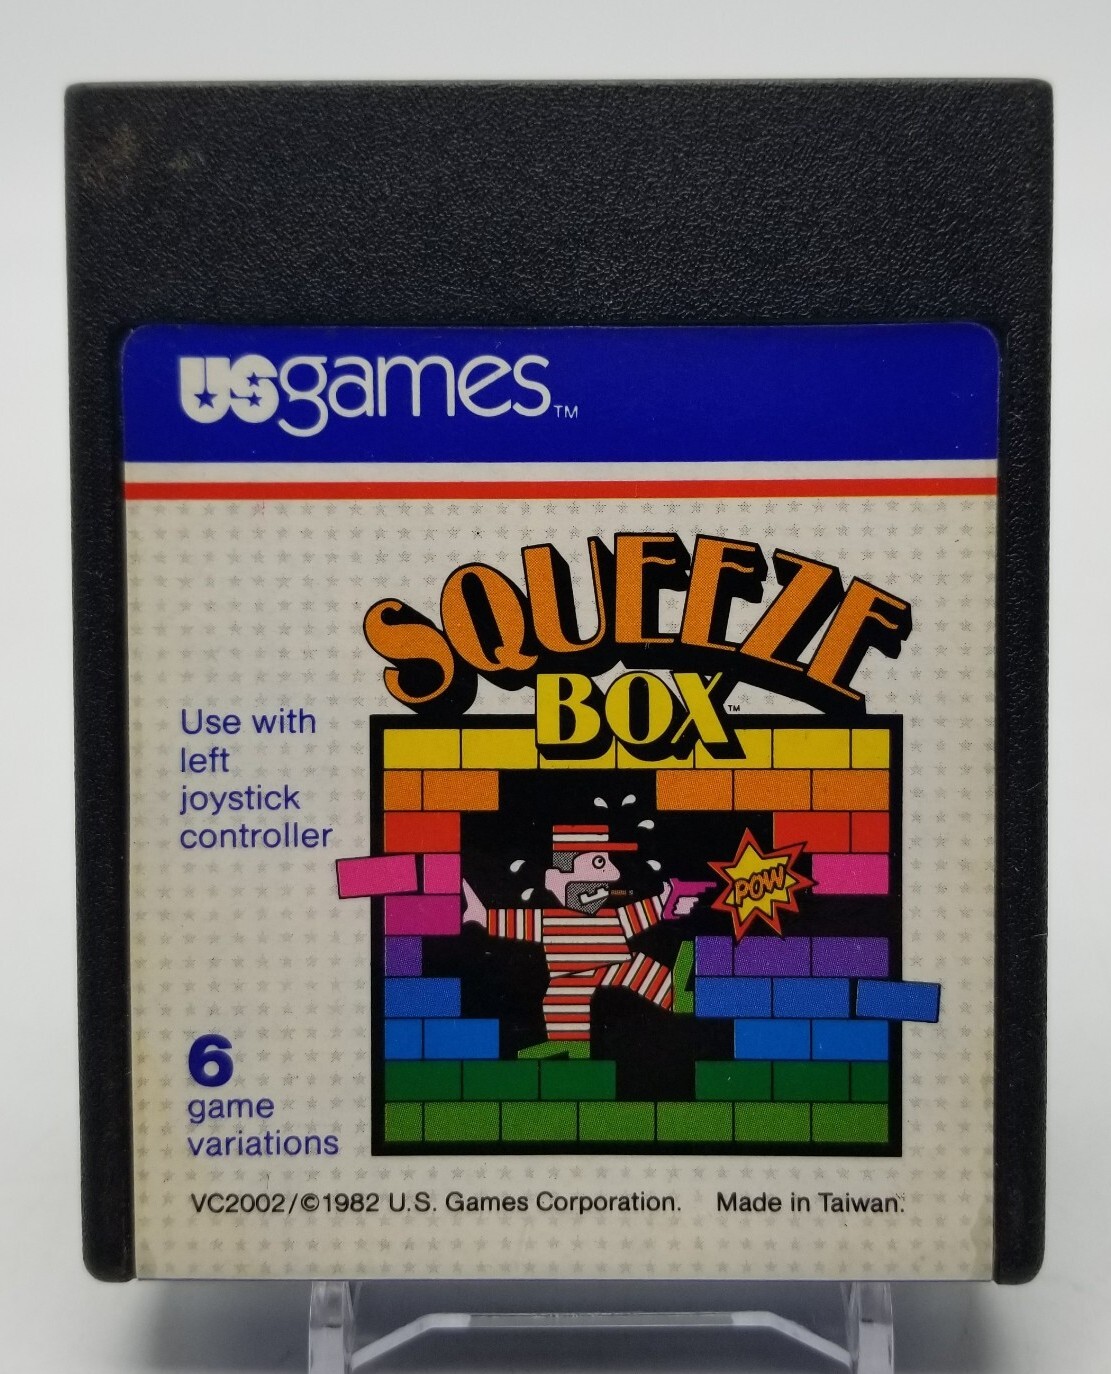 usgames™
SQUEEZE
BOX™
Use with
left
joystick
controller
POW
6
game
variations
VC2002/©1982 U.S. Games Corporation. Made in Taiwan.